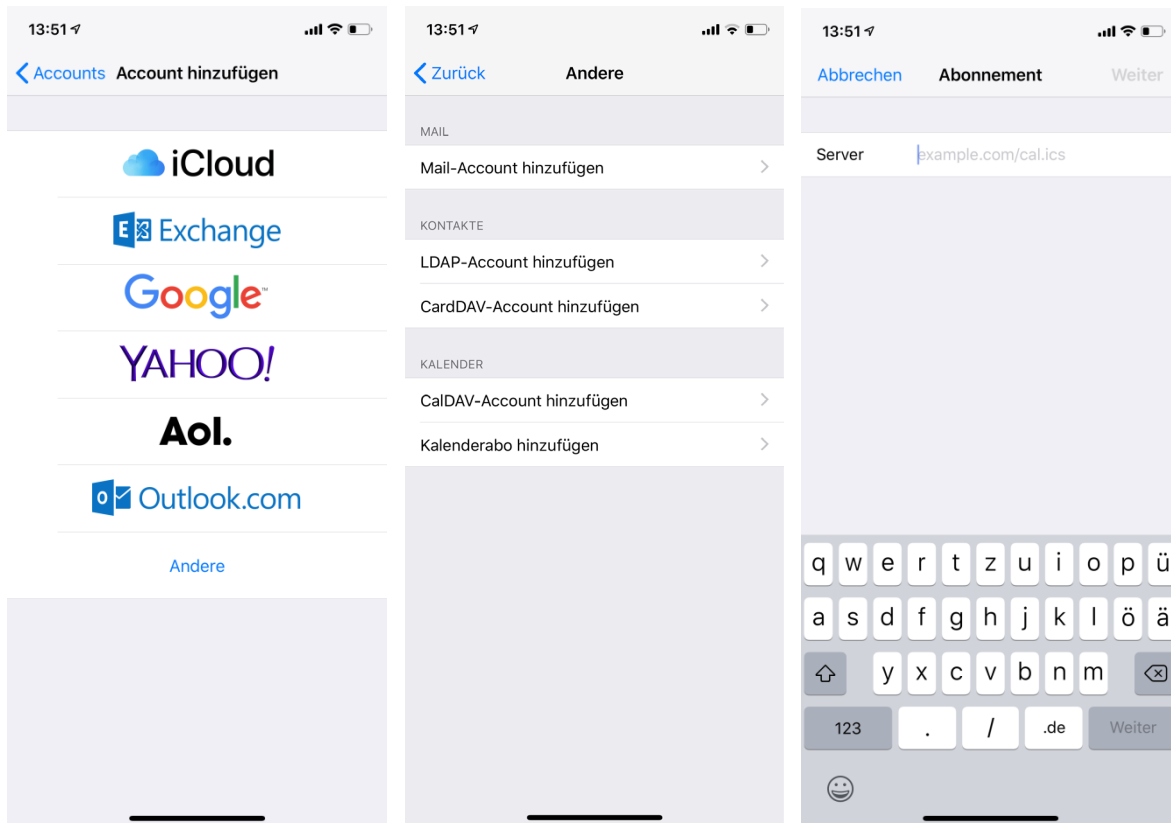 13:51
Accounts Account hinzufügen
iCloud
E Exchange
Google™
YAHOO!
Aol.
o Outlook.com
Andere
13:51
Zurück Andere
MAIL
Mail-Account hinzufügen
KONTAKTE
LDAP-Account hinzufügen
CardDAV-Account hinzufügen
KALENDER
CalDAV-Account hinzufügen
Kalenderabo hinzufügen
13:51
Abbrechen Abonnement Weiter
Server example.com/cal.ics
q w e r t z u i o p ü
a s d f g h j k l ö ä
y x c v b n m
123 . / .de Weiter